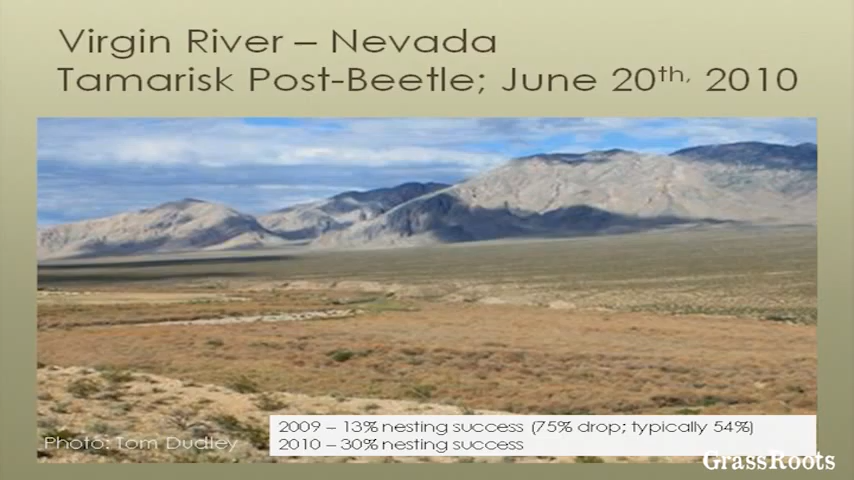 Virgin River – Nevada
Tamarisk Post-Beetle; June 20th, 2010
2009 – 13% nesting success (75% drop; typically 54%)
2010 – 30% nesting success
Photo: Tom Dudley
GrassRoots